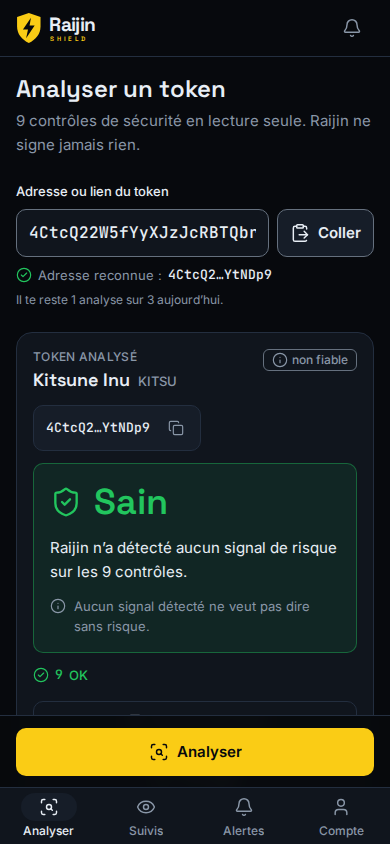 Raijin
SHIELD
Analyser un token
9 contrôles de sécurité en lecture seule. Raijin ne
signe jamais rien.
Adresse ou lien du token
4CtcQ22W5fYyXJzJcRBTQbr
Coller
Adresse reconnue : 4CtcQ2…YtNDp9
Il te reste 1 analyse sur 3 aujourd’hui.
TOKEN ANALYSÉ
non fiable
Kitsune Inu KITSU
4CtcQ2…YtNDp9
Sain
Raijin n’a détecté aucun signal de risque
sur les 9 contrôles.
Aucun signal détecté ne veut pas dire
sans risque.
9 OK
Analyser
Analyser
Suivis
Alertes
Compte